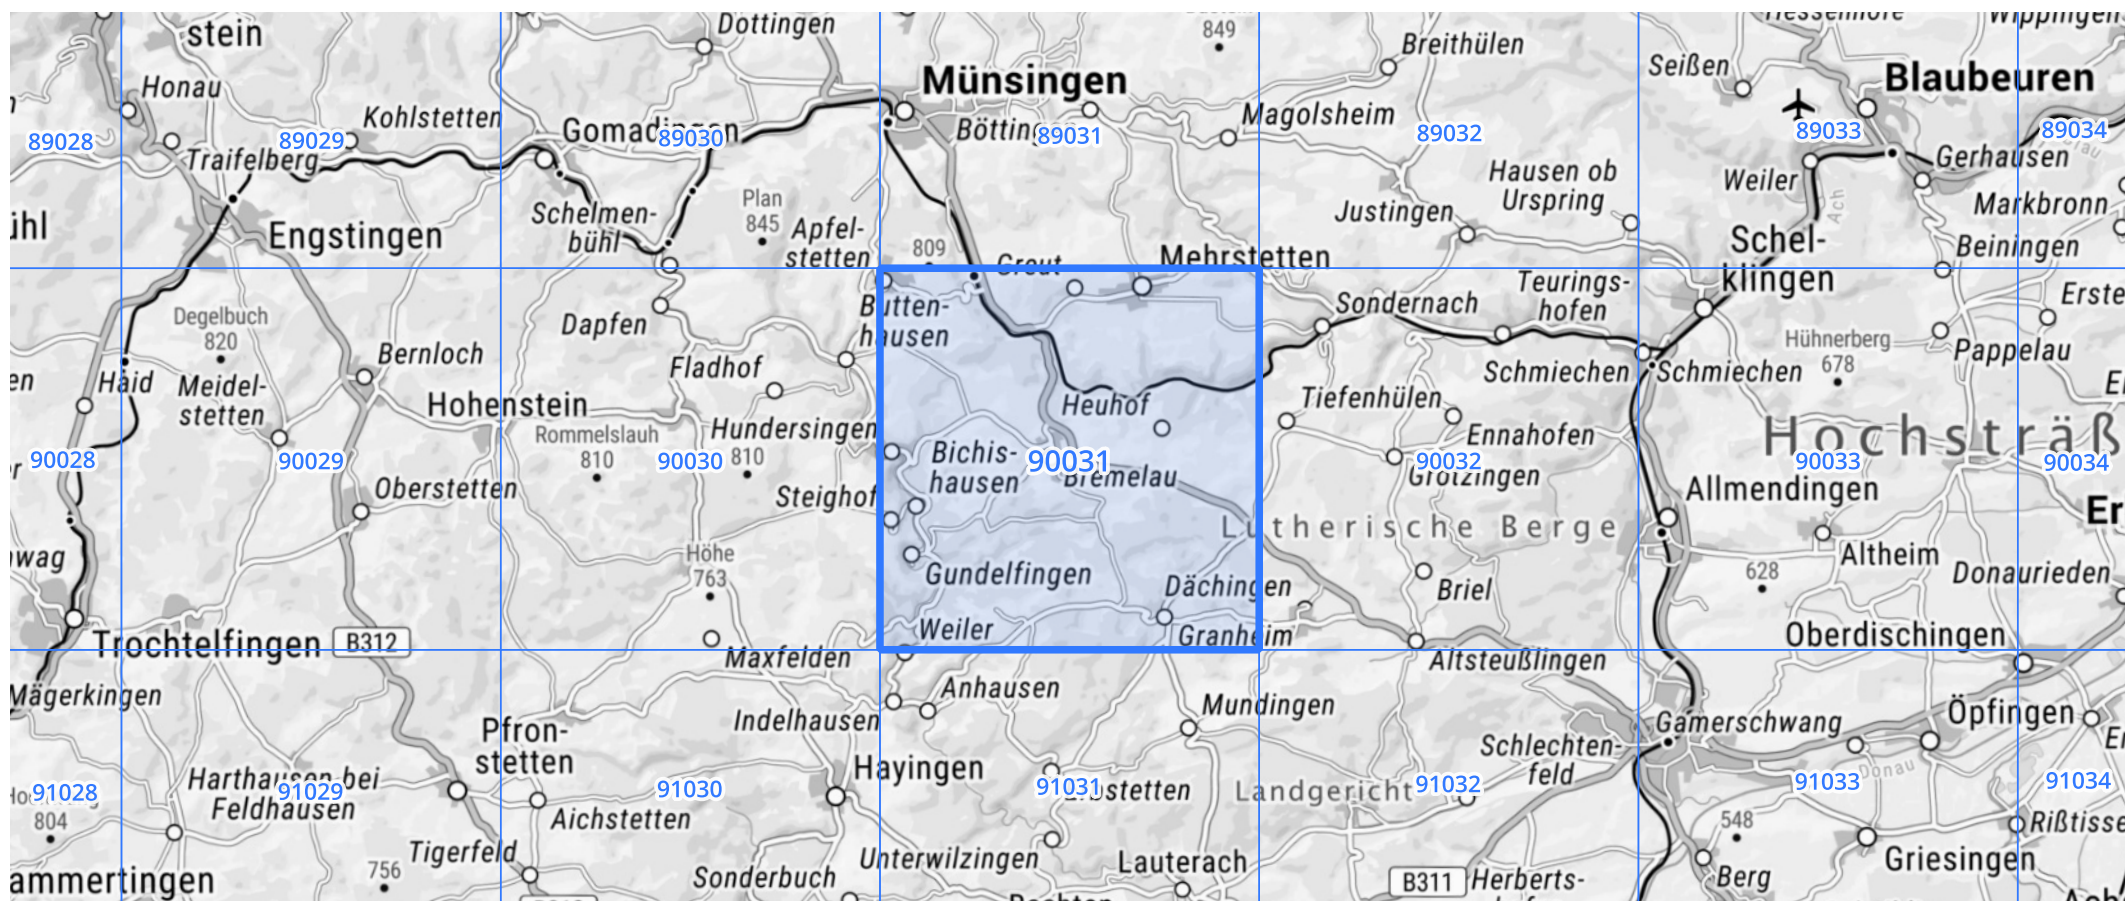 stein
Dottingen
849
Breithülen
Seißen
Honau
Münsingen
Blaubeuren
Kohlstetten
Magolsheim
89028
89029
Gomadingen
89030
89031
89032
89033
89034
Traifelberg
Gerhausen
Weiler
Hausen ob
Urspring
Plan
845
Ach
Markbronn
Schelmen-
bühl
Justingen
Engstingen
Apfel-
stetten
809
Mehrstetten
Schel-
klingen
Beiningen
Greut
Degelbuch
820
Dapfen
Butten-
hausen
Sondernach
Teurings-
hofen
Hühnerberg
678
Pappelau
Bernloch
Fladhof
Haid
Meidel-
stetten
Schmiechen
Schmiechen
Hohenstein
Heuhof
Tiefenhülen
Rommelslauh
810
Hundersingen
810
Ennahofen
Hochsträß
90028
90029
90030
90031
90032
90033
90034
Bichis-
hausen
Bremelau
Grötzingen
Oberstetten
Steighof
Allmendingen
Lutherische Berge
Höhe
763
Altheim
628
Gundelfingen
Dächingen
Briel
Donaurieden
Trochtelfingen
B312
Weiler
Granheim
Oberdischingen
Maxfelden
Altsteußlingen
Mägerkingen
Anhausen
Mundingen
Indelhausen
Gamerschwang
Öpfingen
Pfron-
stetten
Schlechten-
feld
Hayingen
Donau
Harthausen bei
Feldhausen
91028
91029
91030
91031
91032
91033
91034
Landgericht
804
Aichstetten
548
Tigerfeld
Unterwilzingen
Lauterach
Griesingen
756
Sonderbuch
B311
Herberts-
Berg